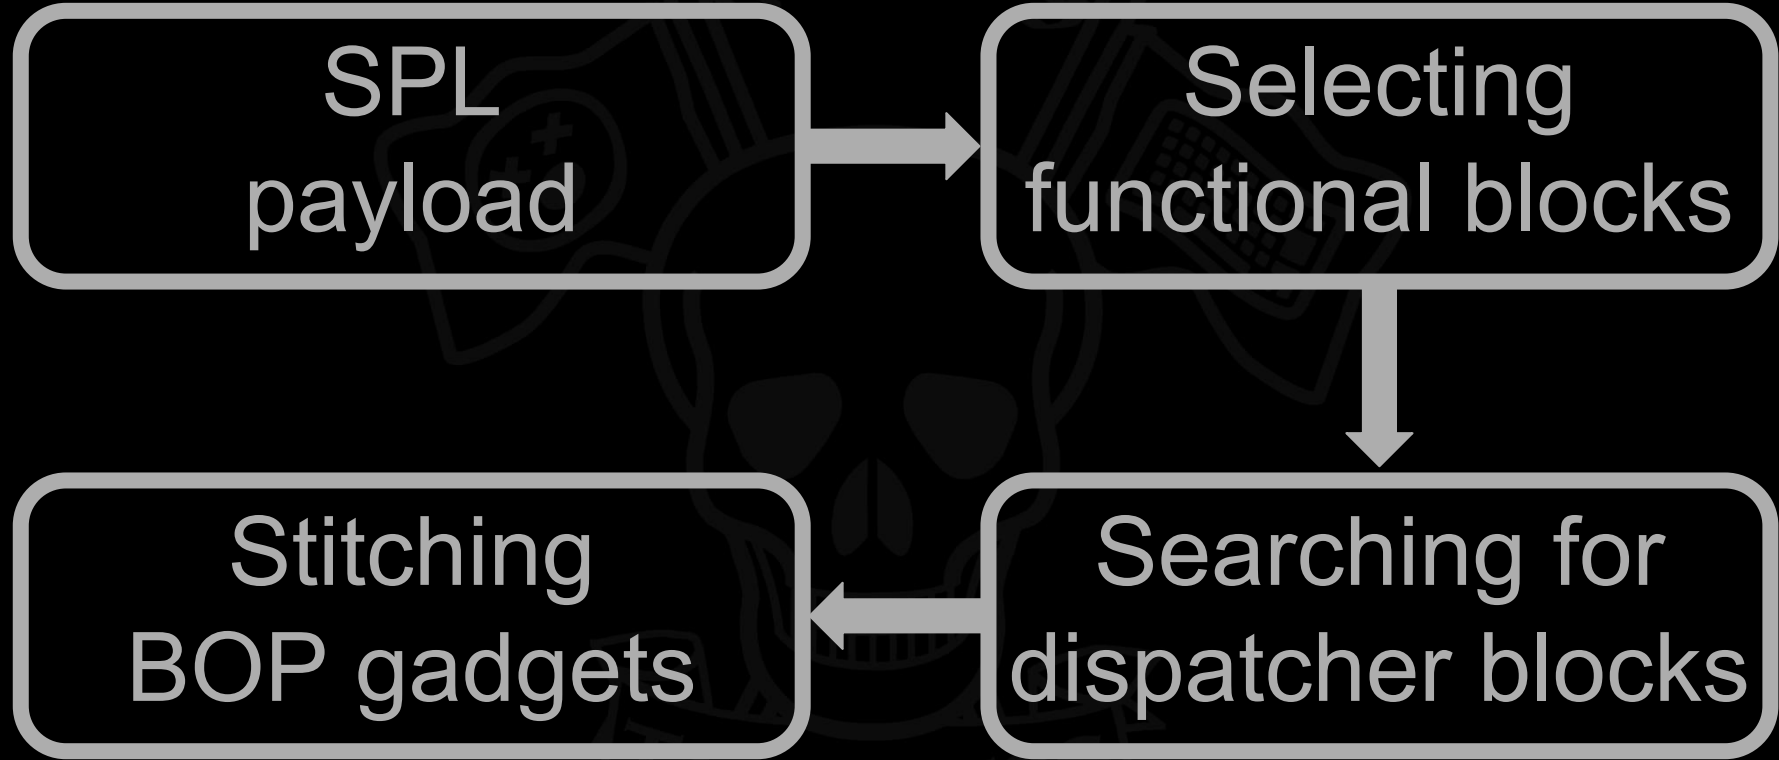 SPL
payload
Selecting
functional blocks
Searching for
dispatcher blocks
Stitching
BOP gadgets